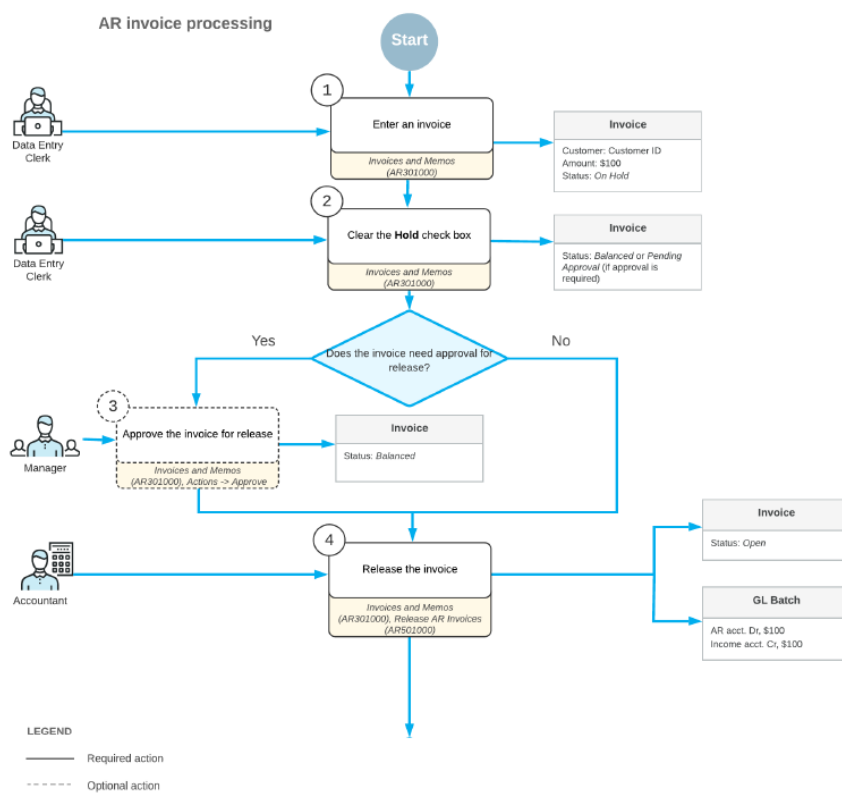 AR invoice processing
Start
1
Enter an invoice
Invoices and Memos
(AR301000)
Data Entry
Clerk
Invoice
Customer: Customer ID
Amount: $100
Status: On Hold
2
Clear the Hold check box
Invoices and Memos
(AR301000)
Data Entry
Clerk
Invoice
Status: Balanced or Pending
Approval (if approval is
required)
Yes
No
Does the invoice need approval for
release?
3
Approve the invoice for release
Invoices and Memos
(AR301000), Actions -> Approve
Manager
Invoice
Status: Balanced
4
Release the invoice
Invoices and Memos
(AR301000), Release AR Invoices
(AR501000)
Accountant
Invoice
Status: Open
GL Batch
AR acct. Dr, $100
Income acct. Cr, $100
LEGEND
Required action
Optional action